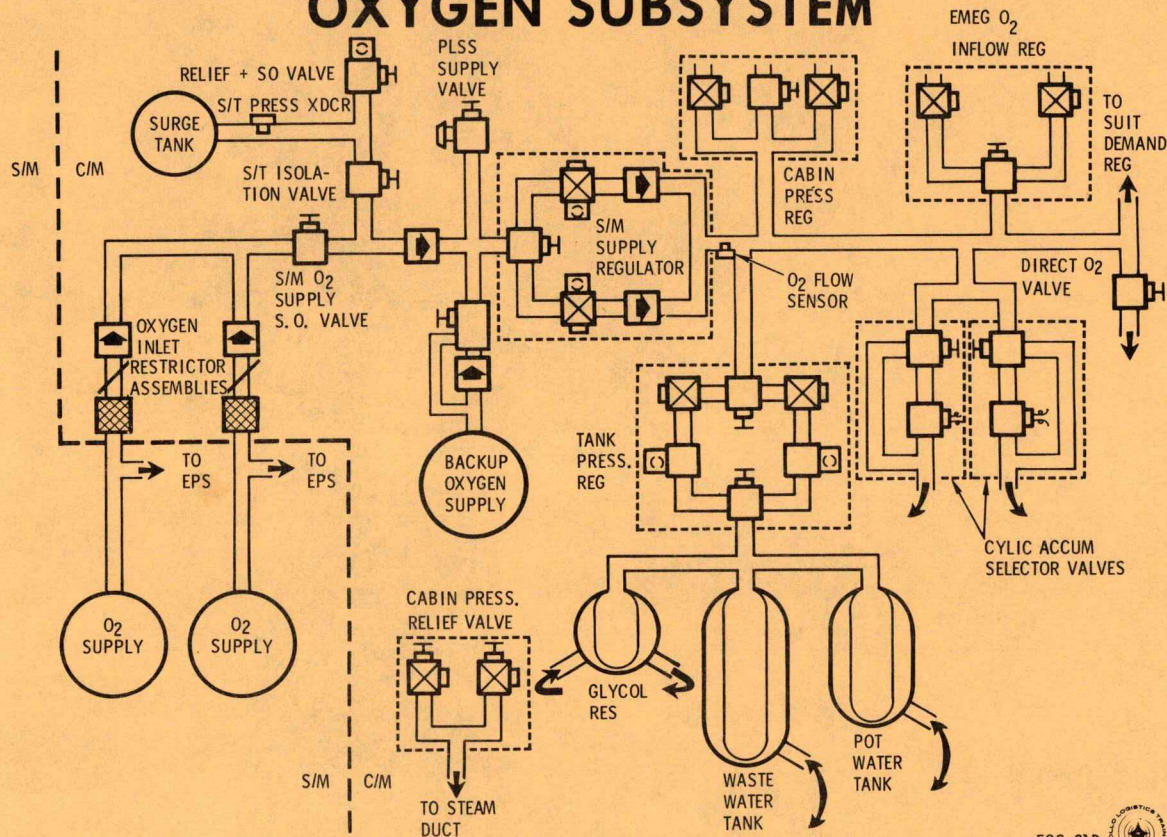 OXYGEN SUBSYSTEM
EMEG O2
INFLOW REG
PLSS
SUPPLY
VALVE
RELIEF + SO VALVE
S/T PRESS XDCR
SURGE
TANK
TO
SUIT
DEMAND
REG
S/M
C/M
S/T ISOLA-
TION VALVE
CABIN
PRESS
REG
S/M
SUPPLY
REGULATOR
S/M O2
SUPPLY
S.O. VALVE
O2 FLOW
SENSOR
DIRECT O2
VALVE
OXYGEN
INLET
RESTRICTOR
ASSEMBLIES
TO
EPS
TO
EPS
BACKUP
OXYGEN
SUPPLY
TANK
PRESS.
REG
CYLIC ACCUM
SELECTOR VALVES
O2
SUPPLY
O2
SUPPLY
CABIN PRESS.
RELIEF VALVE
GLYCOL
RES
POT
WATER
TANK
WASTE
WATER
TANK
S/M
C/M
TO STEAM
DUCT